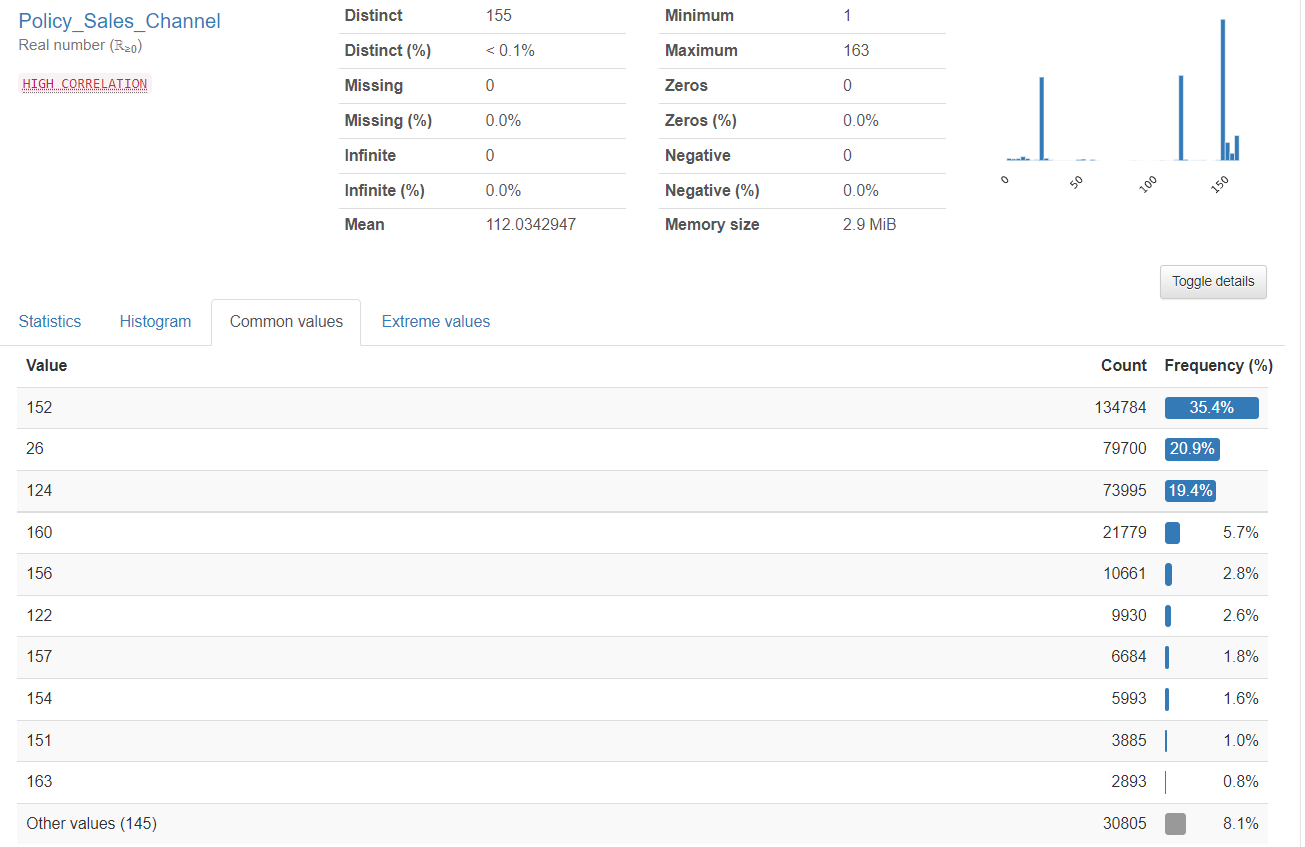 Policy_Sales_Channel
Real number (ℝ≥0)
HIGH CORRELATION
Distinct 155
Distinct (%) < 0.1%
Missing 0
Missing (%) 0.0%
Infinite 0
Infinite (%) 0.0%
Mean 112.0342947
Minimum 1
Maximum 163
Zeros 0
Zeros (%) 0.0%
Negative 0
Negative (%) 0.0%
Memory size 2.9 MiB
0 50 100 150
Toggle details
Statistics Histogram Common values Extreme values
Value Count Frequency (%)
152 134784 35.4%
26 79700 20.9%
124 73995 19.4%
160 21779 5.7%
156 10661 2.8%
122 9930 2.6%
157 6684 1.8%
154 5993 1.6%
151 3885 1.0%
163 2893 0.8%
Other values (145) 30805 8.1%